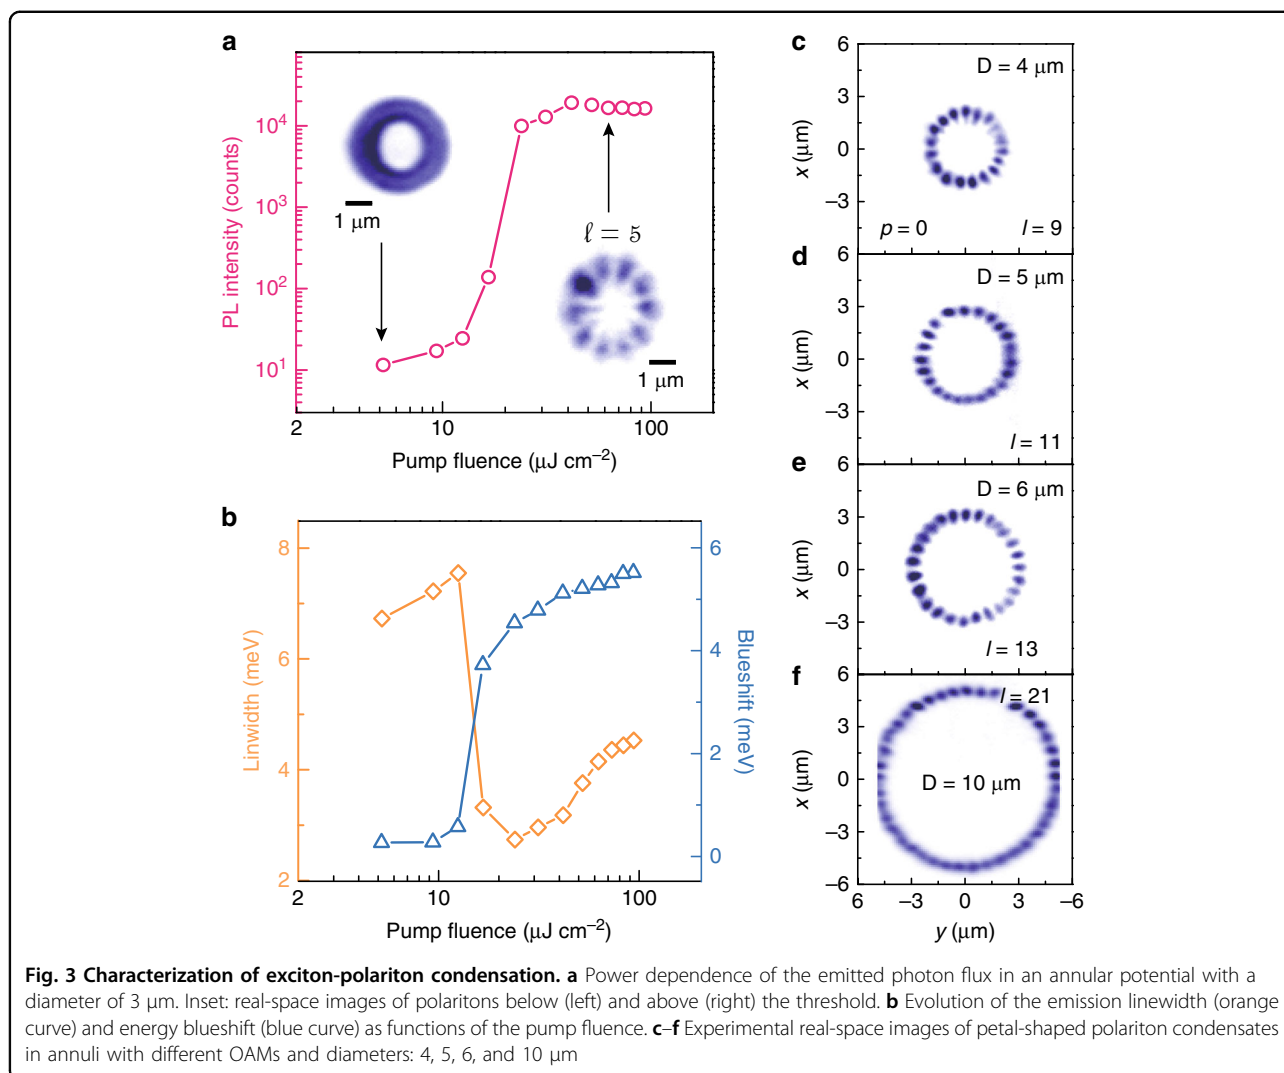 a
PL intensity (counts)
10⁴
10³
10²
10¹
1 μm
ℓ = 5
1 μm
2
10
100
Pump fluence (μJ cm⁻²)
b
Linwidth (meV)
8
6
4
2
Blueshift (meV)
6
4
2
0
2
10
100
Pump fluence (μJ cm⁻²)
c
x (μm)
6
3
0
−3
6
D = 4 μm
p = 0
l = 9
d
x (μm)
3
0
−3
6
D = 5 μm
l = 11
e
x (μm)
3
0
−3
6
D = 6 μm
l = 13
f
x (μm)
3
0
−3
−6
l = 21
D = 10 μm
6
−3
0
3
−6
y (μm)
Fig. 3 Characterization of exciton-polariton condensation. a Power dependence of the emitted photon flux in an annular potential with a
diameter of 3 μm. Inset: real-space images of polaritons below (left) and above (right) the threshold. b Evolution of the emission linewidth (orange
curve) and energy blueshift (blue curve) as functions of the pump fluence. c–f Experimental real-space images of petal-shaped polariton condensates
in annuli with different OAMs and diameters: 4, 5, 6, and 10 μm